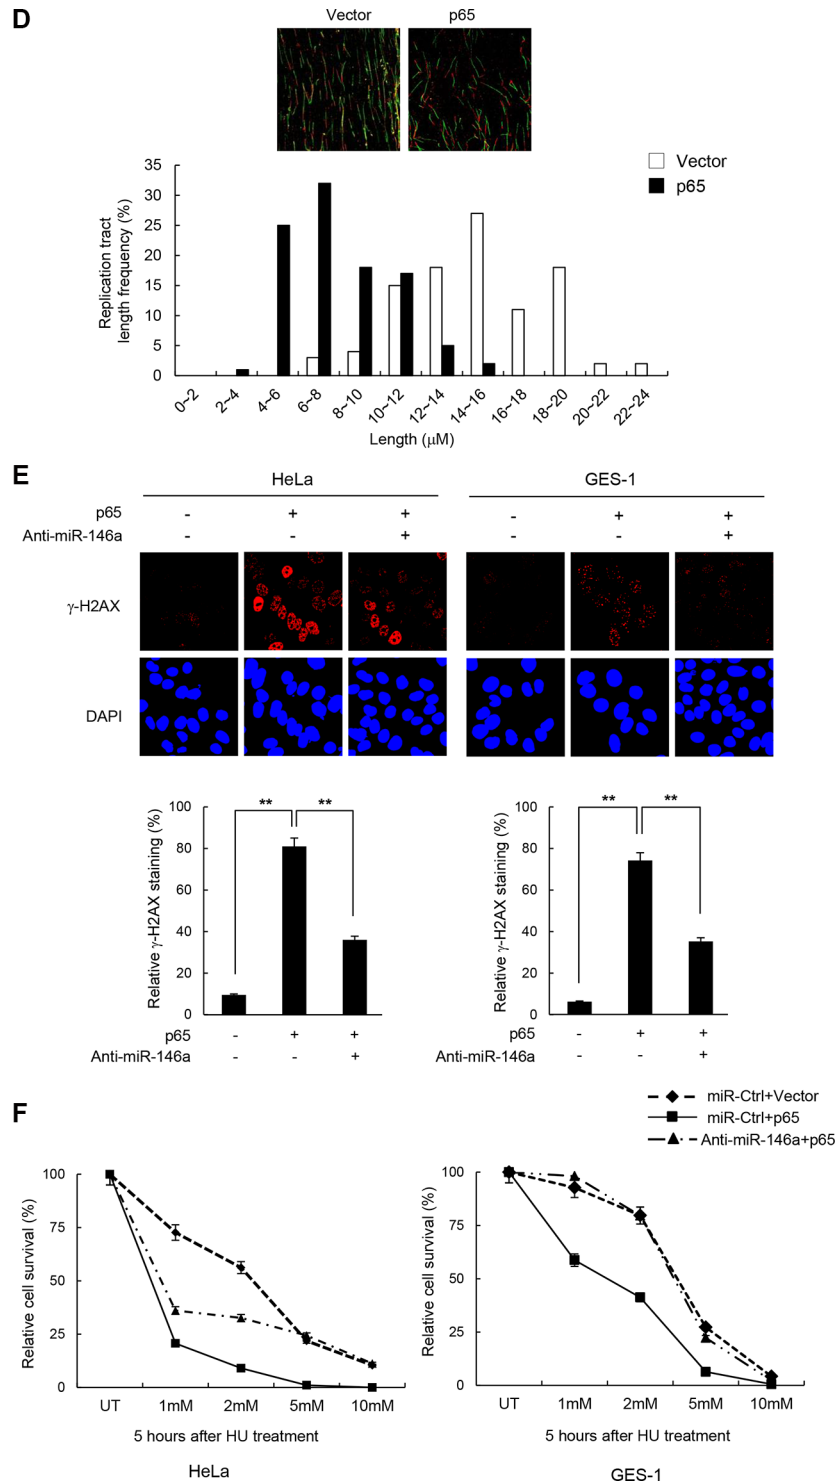 D
Vector p65
Vector
p65
Replication tract
length frequency (%)
35
30
25
20
15
10
5
0
0~2 2~4 4~6 6~8 8~10 10~12 12~14 14~16 16~18 18~20 20~22 22~24
Length (μM)
E
HeLa GES-1
p65 - + + - + +
Anti-miR-146a - - + - - +
γ-H2AX
DAPI
Relative γ-H2AX staining (%)
100
80
60
40
20
0
** **
p65 - + +
Anti-miR-146a - - +
Relative γ-H2AX staining (%)
100
80
60
40
20
0
** **
p65 - + +
Anti-miR-146a - - +
F
miR-Ctrl+Vector
miR-Ctrl+p65
Anti-miR-146a+p65
Relative cell survival (%)
100
75
50
25
0
UT 1mM 2mM 5mM 10mM
5 hours after HU treatment
HeLa
Relative cell survival (%)
100
75
50
25
0
UT 1mM 2mM 5mM 10mM
5 hours after HU treatment
GES-1